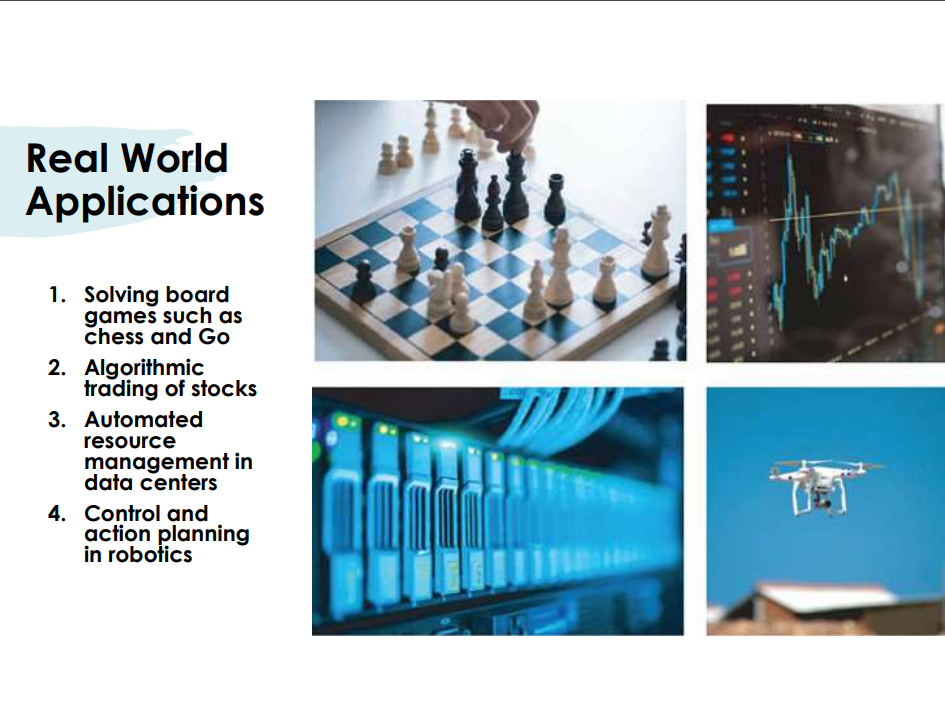 Real World
Applications
1. Solving board
games such as
chess and Go
2. Algorithmic
trading of stocks
3. Automated
resource
management in
data centers
4. Control and
action planning
in robotics